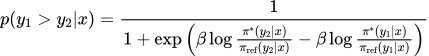 p(y_1 > y_2|x) = \frac{1}{1 + \exp\left(\beta \log \frac{\pi^*(y_2|x)}{\pi_{\text{ref}}(y_2|x)} - \beta \log \frac{\pi^*(y_1|x)}{\pi_{\text{ref}}(y_1|x)}\right)}